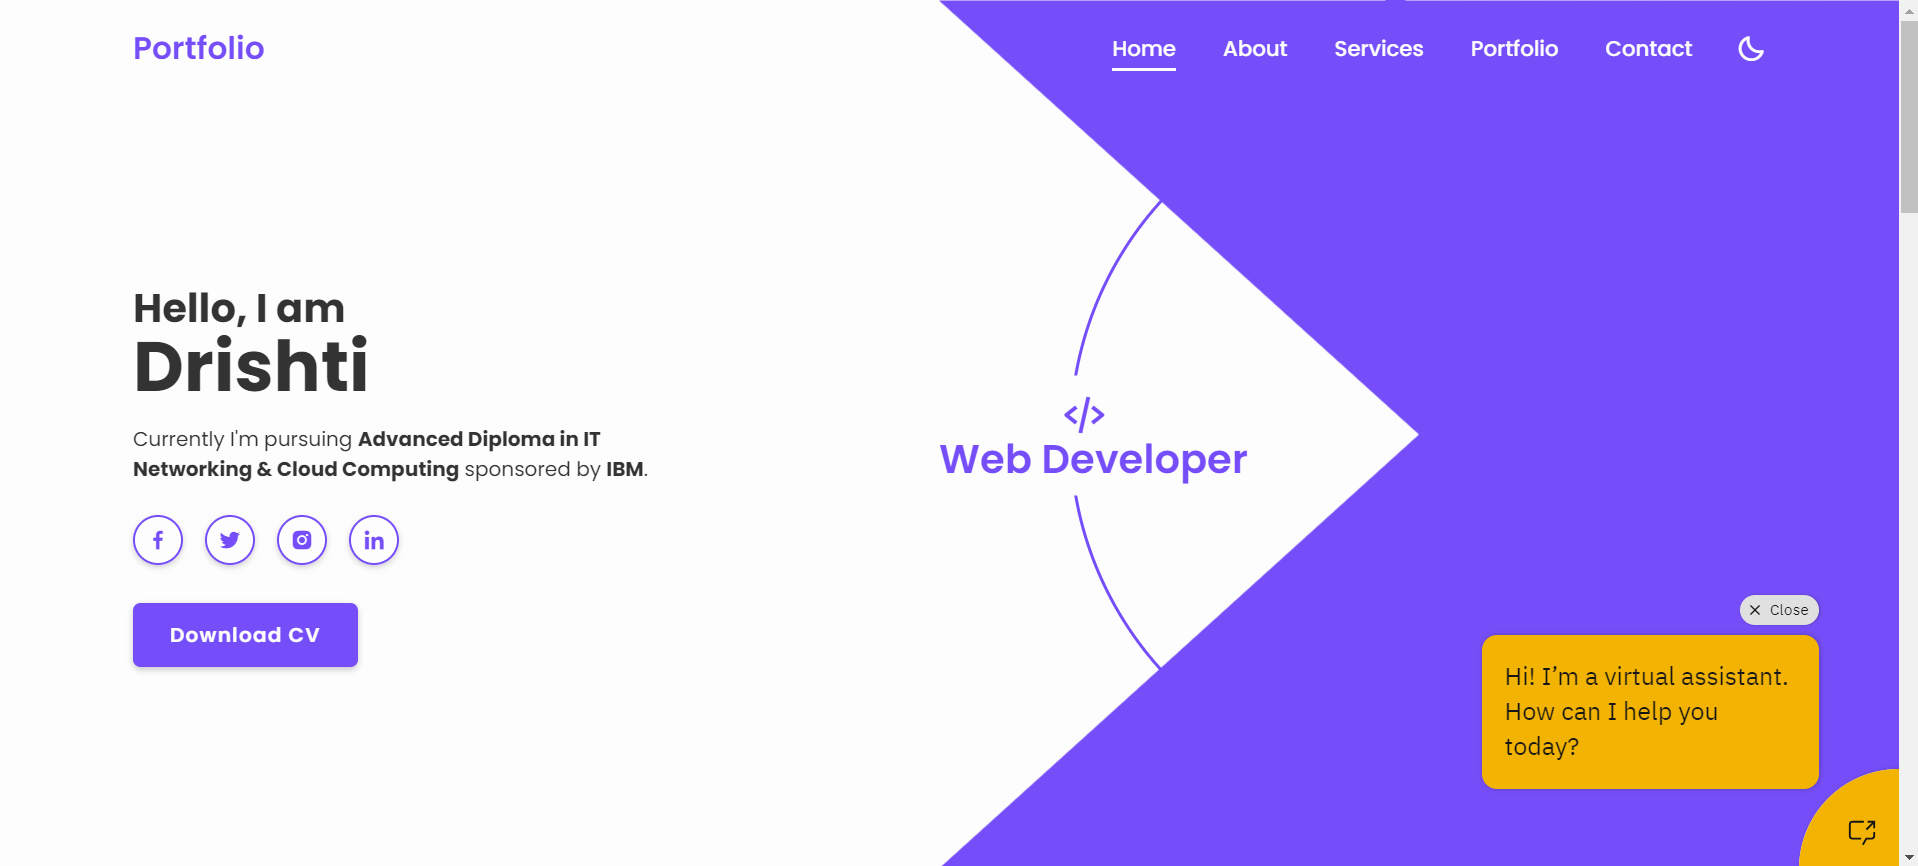 Portfolio
Home About Services Portfolio Contact
Hello, I am
Drishti
Currently I'm pursuing Advanced Diploma in IT
Networking & Cloud Computing sponsored by IBM.
Download CV
</>
Web Developer
Close
Hi! I’m a virtual assistant.
How can I help you
today?